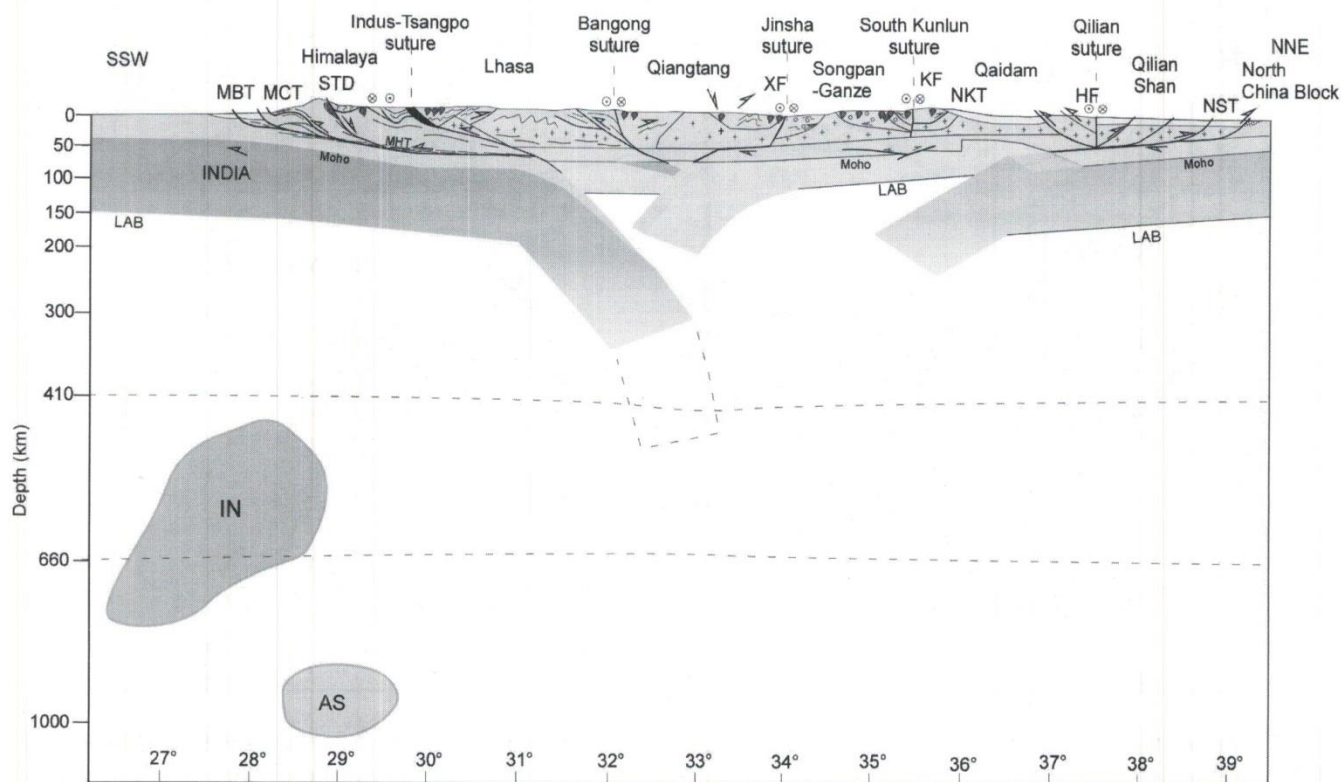 Indus-Tsangpo
suture
Bangong
suture
Jinsha
suture
South Kunlun
suture
Qilian
suture
NNE
SSW
Himalaya
Lhasa
Qiangtang
XF
Songpan
-Ganze
KF
Qaidam
Qilian
Shan
North
China Block
MBT
MCT
STD
NKT
HF
NST
0
50
100
150
200
300
410
660
1000
Depth (km)
MHT
Moho
INDIA
LAB
Moho
LAB
Moho
LAB
IN
AS
27°
28°
29°
30°
31°
32°
33°
34°
35°
36°
37°
38°
39°